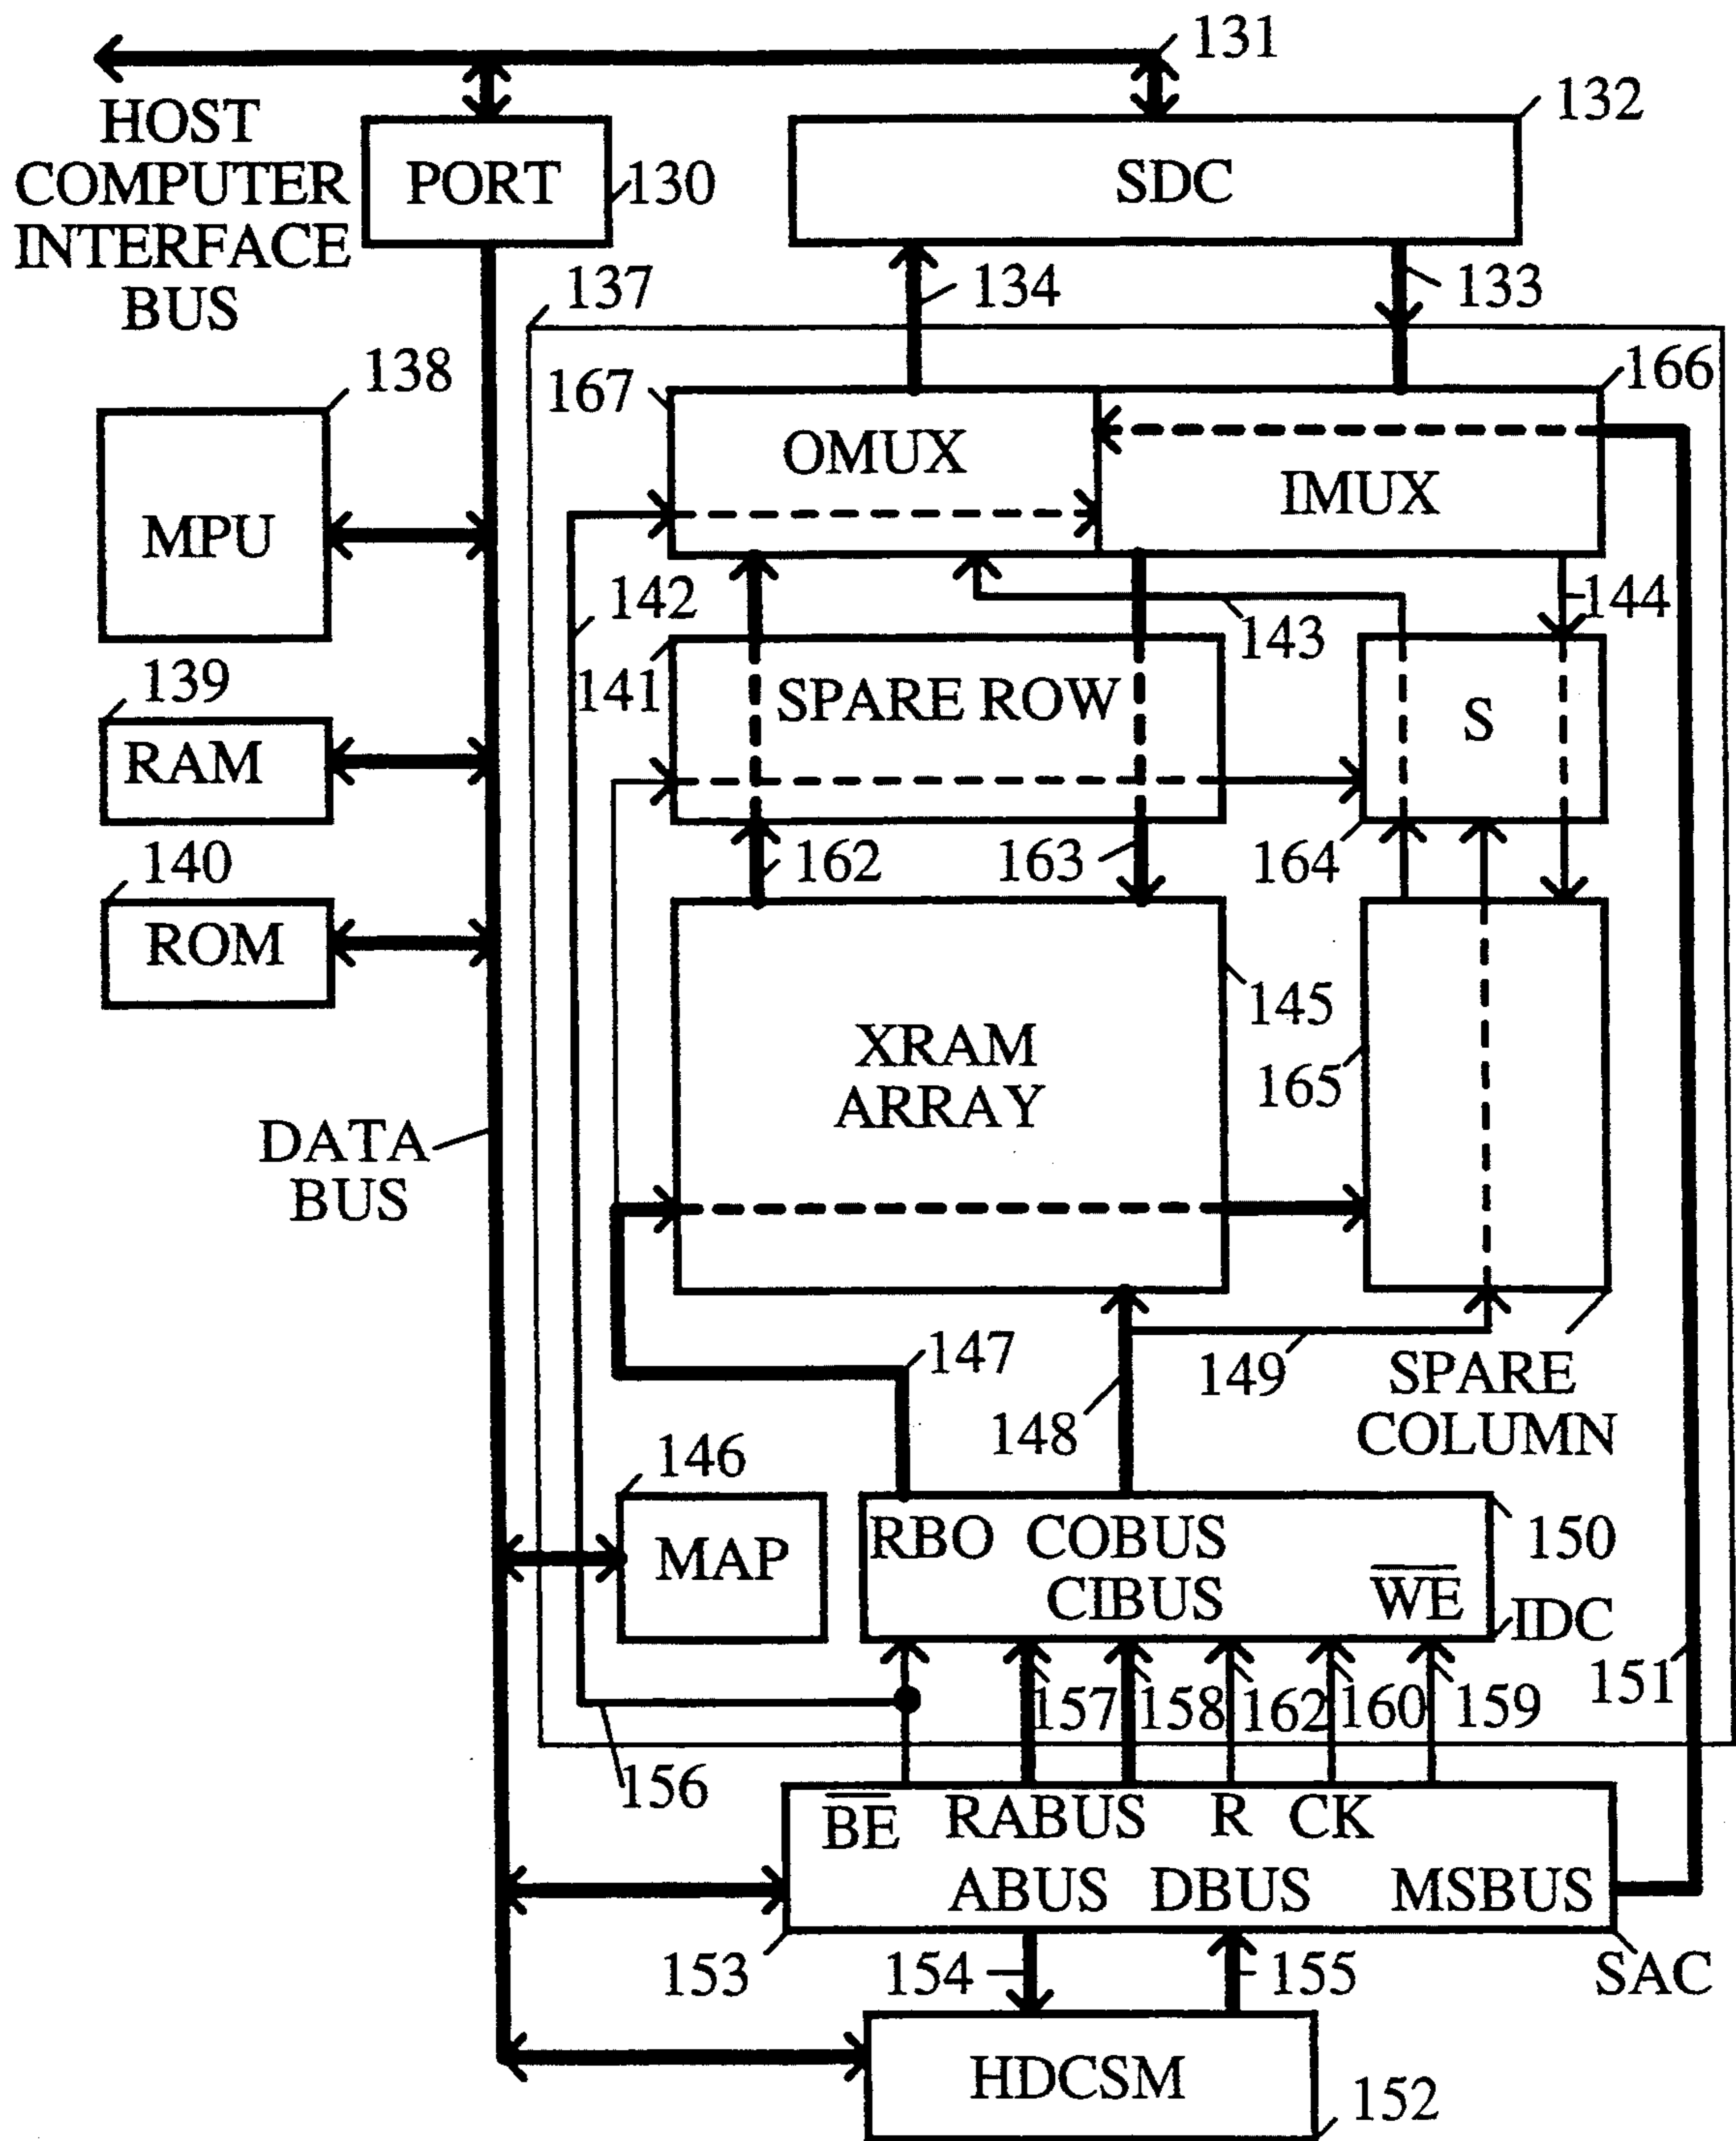 131
HOST
COMPUTER
INTERFACE
BUS
PORT
130
SDC
132
137
134
133
138
MPU
167
OMUX
IMUX
166
142
143
144
139
RAM
141
SPARE ROW
S
140
ROM
162
163
164
145
XRAM
ARRAY
165
DATA
BUS
147
148
149
SPARE
COLUMN
146
MAP
RBO COBUS
CIBUS
W̅E̅
150
IDC
157
158
162
160
159
151
156
B̅E̅
RABUS R CK
ABUS DBUS MSBUS
153
154
155
SAC
HDCSM
152